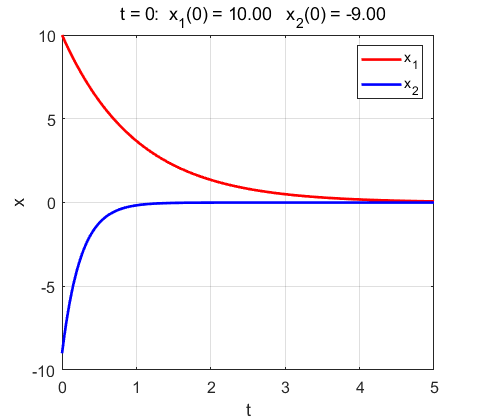 t = 0: x₁(0) = 10.00 x₂(0) = -9.00
10
5
0
-5
-10
x
x₁
x₂
0 1 2 3 4 5
t